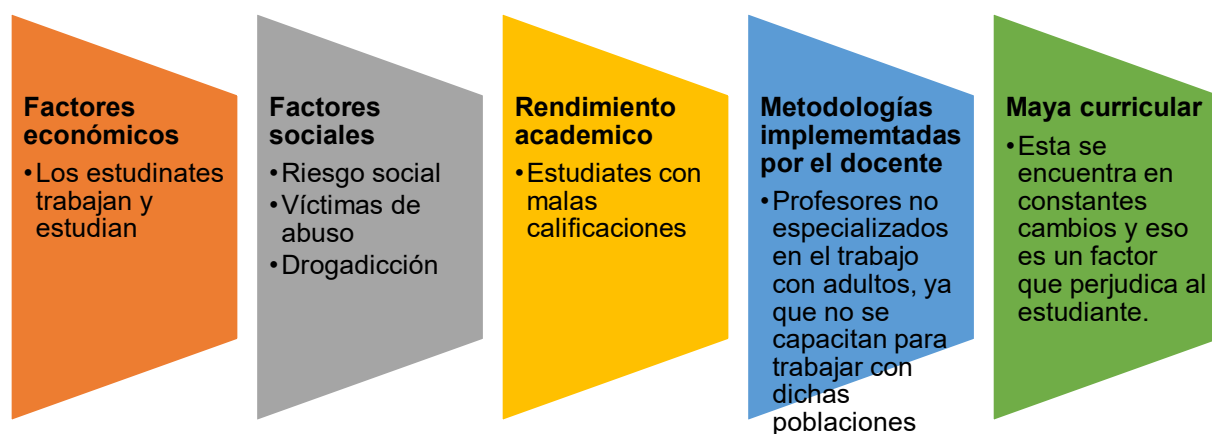 Factores
económicos
•Los estudinates
trabajan y
estudian
Factores
sociales
•Riesgo social
•Víctimas de
abuso
•Drogadicción
Rendimiento
academico
•Estudiates con
malas
calificaciones
Metodologías
implememtadas
por el docente
•Profesores no
especializados
en el trabajo
con adultos, ya
que no se
capacitan para
trabajar con
dichas
poblaciones
Maya curricular
•Esta se
encuentra en
constantes
cambios y eso
es un factor
que perjudica al
estudiante.